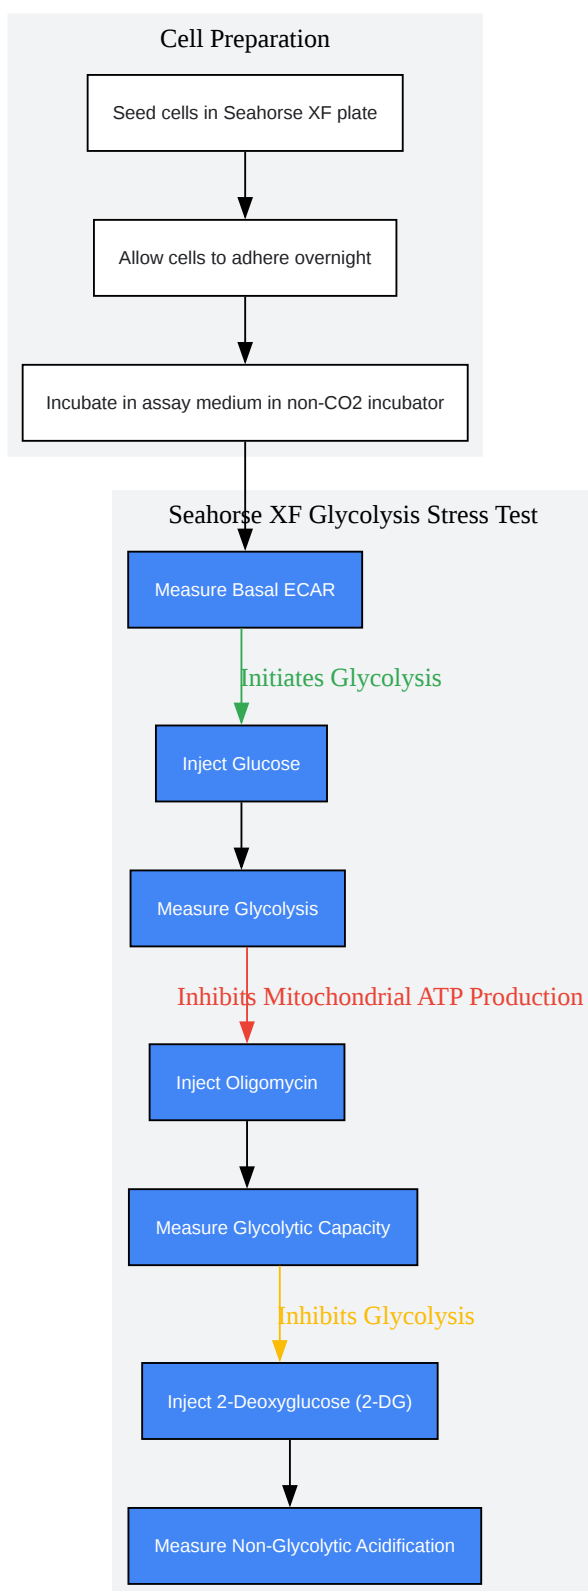 Cell Preparation
Seed cells in Seahorse XF plate
Allow cells to adhere overnight
Incubate in assay medium in non-CO2 incubator
Seahorse XF Glycolysis Stress Test
Measure Basal ECAR
Initiates Glycolysis
Inject Glucose
Measure Glycolysis
Inhibits Mitochondrial ATP Production
Inject Oligomycin
Measure Glycolytic Capacity
Inhibits Glycolysis
Inject 2-Deoxyglucose (2-DG)
Measure Non-Glycolytic Acidification